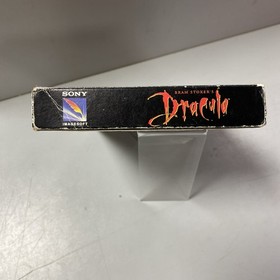 SONY
IMAGESOFT
BRAM STOKER'S
Dracula